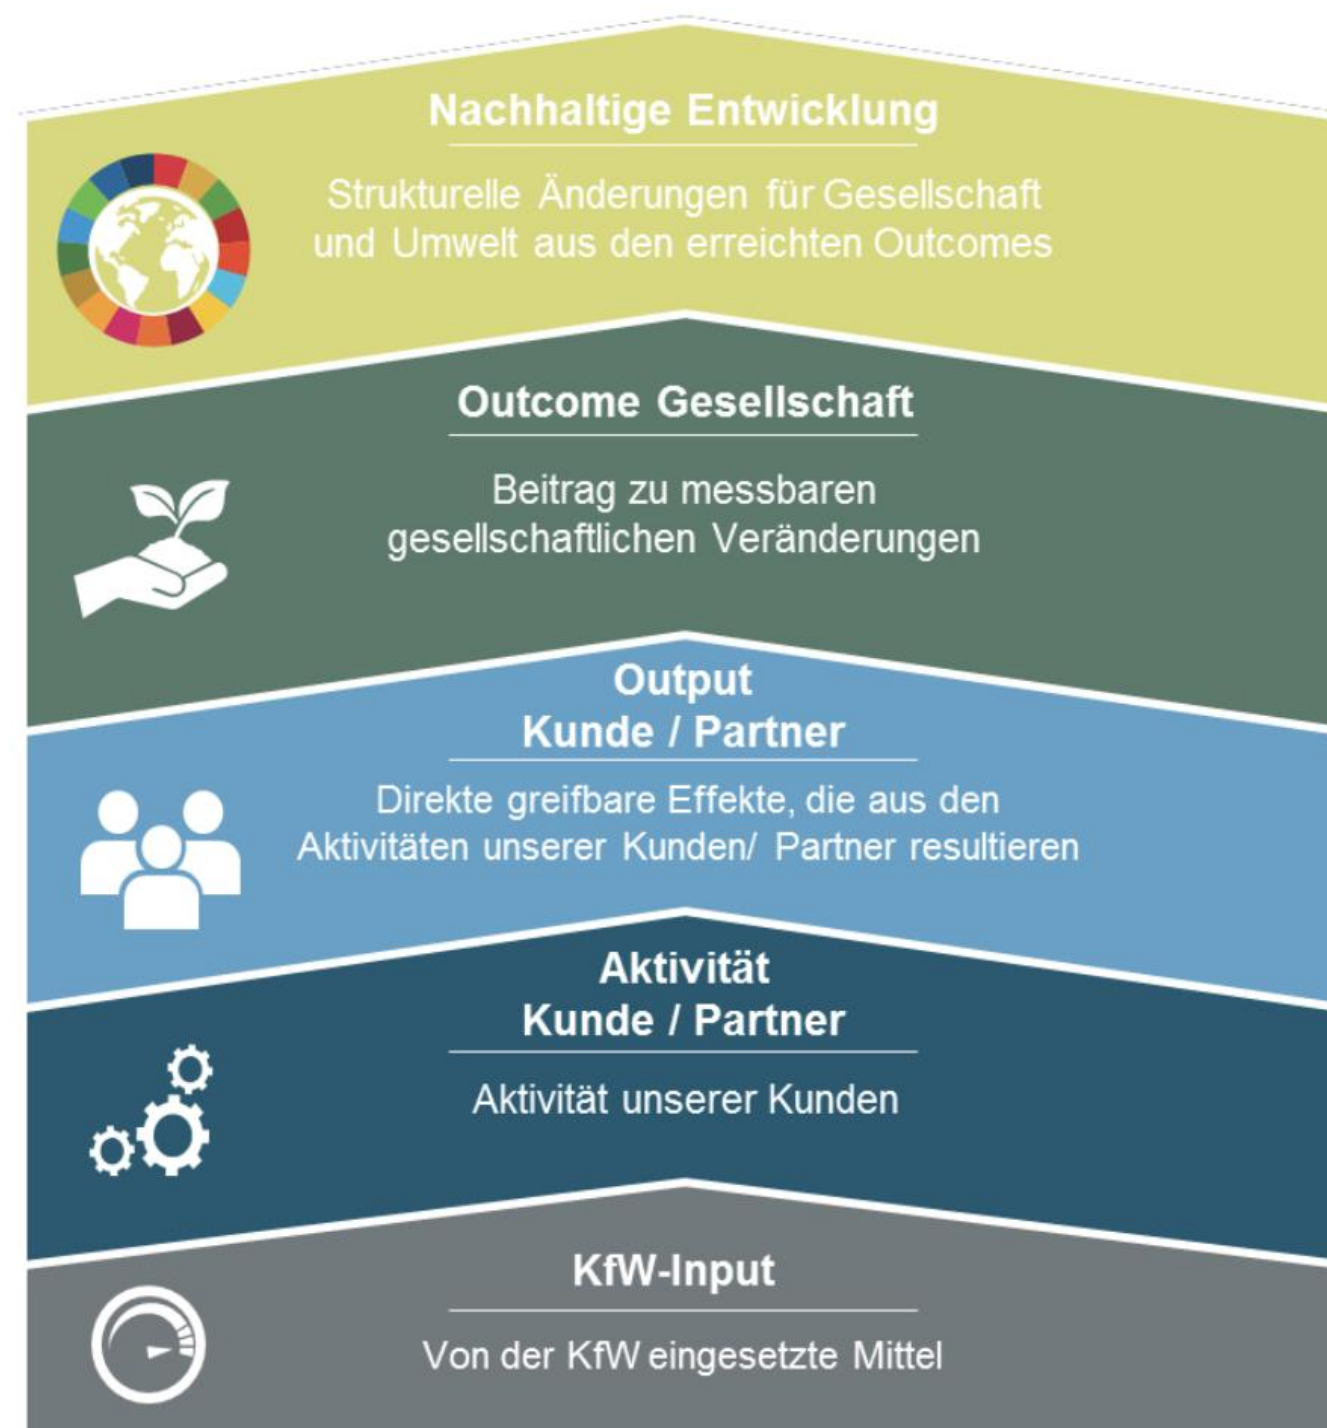 Nachhaltige Entwicklung
Strukturelle Änderungen für Gesellschaft
und Umwelt aus den erreichten Outcomes
Outcome Gesellschaft
Beitrag zu messbaren
gesellschaftlichen Veränderungen
Output
Kunde / Partner
Direkte greifbare Effekte, die aus den
Aktivitäten unserer Kunden/ Partner resultieren
Aktivität
Kunde / Partner
Aktivität unserer Kunden
KfW-Input
Von der KfW eingesetzte Mittel